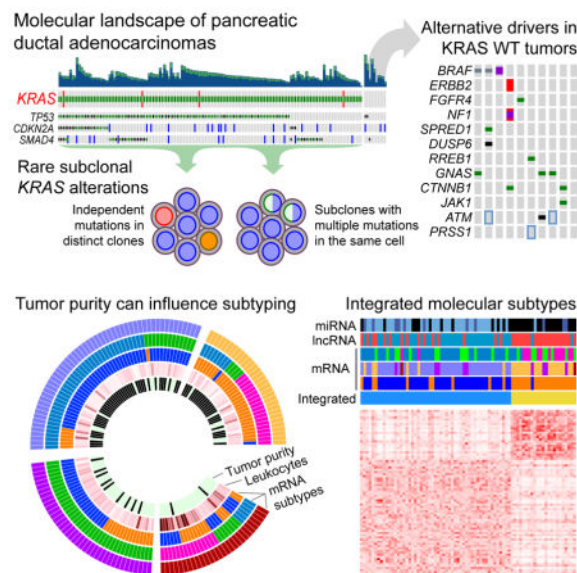 Molecular landscape of pancreatic
ductal adenocarcinomas
KRAS
TP53
CDKN2A
SMAD4
Rare subclonal
KRAS alterations
Independent
mutations in
distinct clones
Subclones with
multiple mutations
in the same cell
Alternative drivers in
KRAS WT tumors
BRAF
ERBB2
FGFR4
NF1
SPRED1
DUSP6
RREB1
GNAS
CTNNB1
JAK1
ATM
PRSS1
Tumor purity can influence subtyping
Tumor purity
Leukocytes
mRNA
subtypes
Integrated molecular subtypes
miRNA
lncRNA
mRNA
Integrated